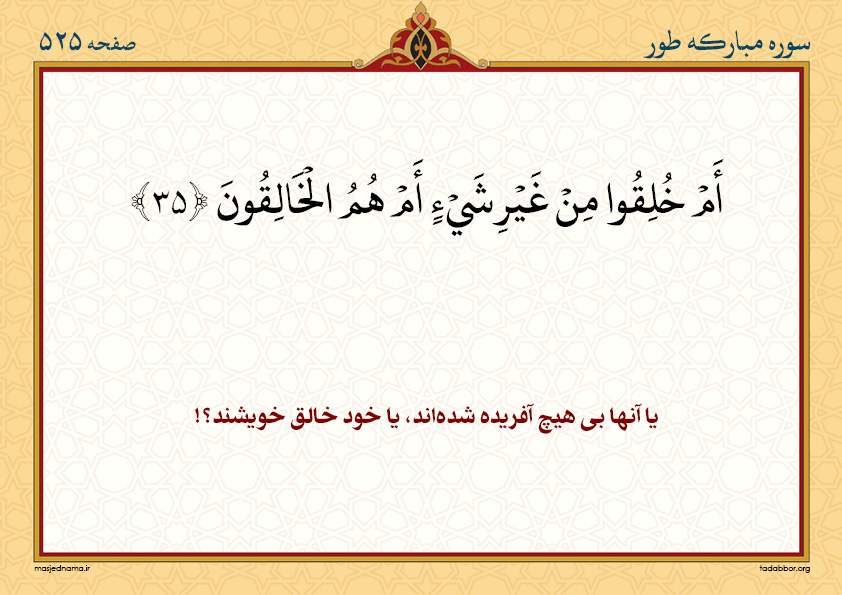 سوره مبارکه طور
صفحه ۵۲۵
أَمْ خُلِقُوا مِنْ غَيْرِ شَيْءٍ أَمْ هُمُ الْخَالِقُونَ ﴿۳۵﴾
یا آنها بی هیچ آفریده شده‌اند، یا خود خالق خویشند؟!
masjednama.ir
tadabbor.org